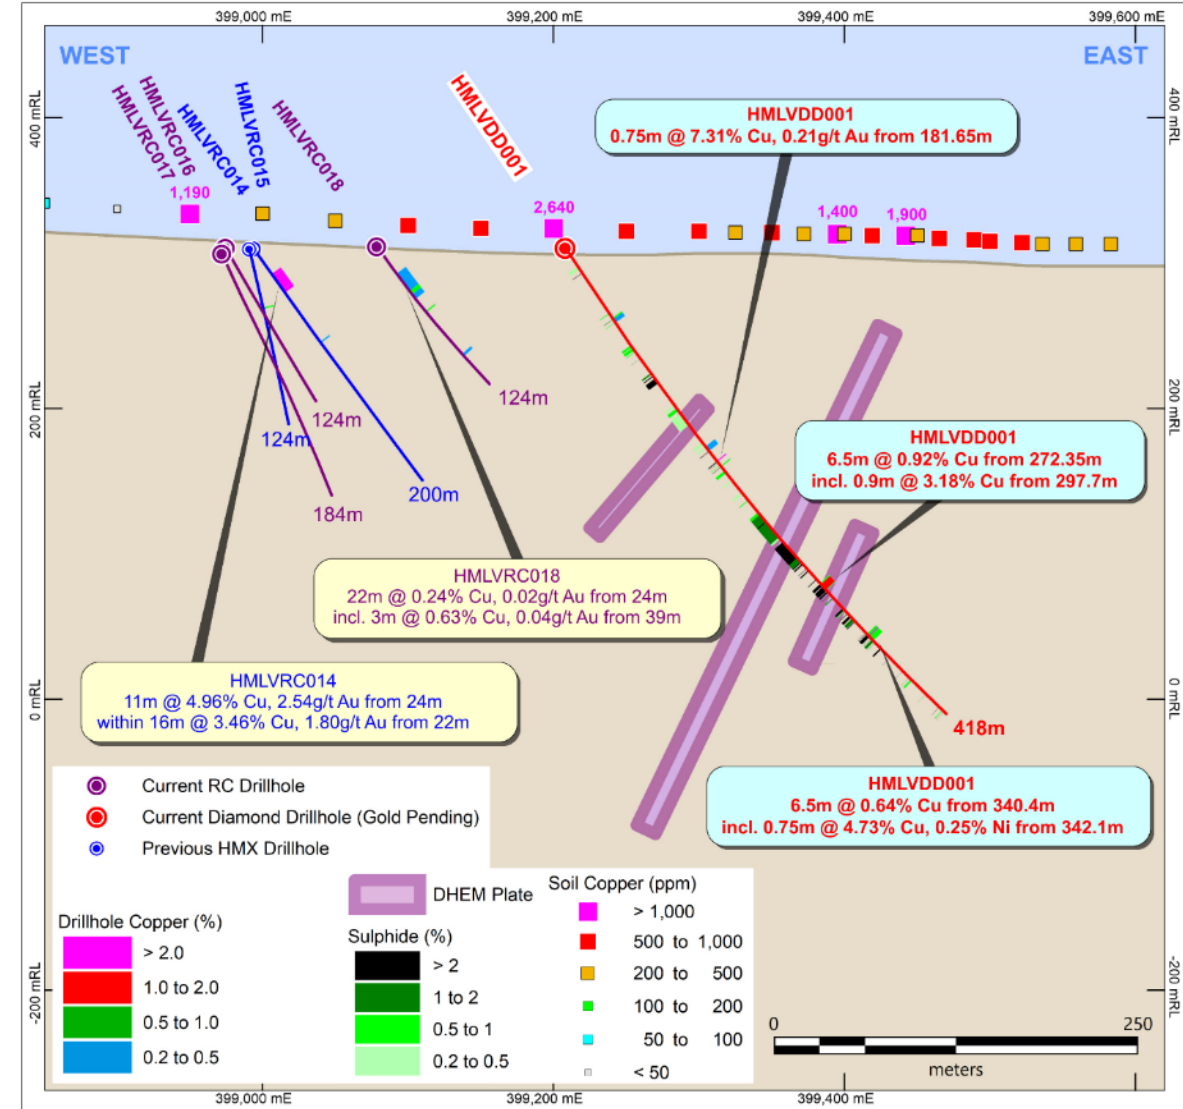 399,000 mE
399,200 mE
399,400 mE
399,600 mE
WEST
EAST
400 mRL
400 mRL
HMLVRC017
HMLVRC016
HMLVRC014
HMLVRC015
HMLVRC018
HMLVDD001
HMLVDD001
0.75m @ 7.31% Cu, 0.21g/t Au from 181.65m
1,190
2,640
1,400
1,900
200 mRL
200 mRL
124m
124m
124m
200m
184m
HMLVDD001
6.5m @ 0.92% Cu from 272.35m
incl. 0.9m @ 3.18% Cu from 297.7m
HMLVRC018
22m @ 0.24% Cu, 0.02g/t Au from 24m
incl. 3m @ 0.63% Cu, 0.04g/t Au from 39m
HMLVRC014
11m @ 4.96% Cu, 2.54g/t Au from 24m
within 16m @ 3.46% Cu, 1.80g/t Au from 22m
0 mRL
0 mRL
418m
HMLVDD001
6.5m @ 0.64% Cu from 340.4m
incl. 0.75m @ 4.73% Cu, 0.25% Ni from 342.1m
Current RC Drillhole
Current Diamond Drillhole (Gold Pending)
Previous HMX Drillhole
Drillhole Copper (%)
> 2.0
1.0 to 2.0
0.5 to 1.0
0.2 to 0.5
DHEM Plate
Sulphide (%)
> 2
1 to 2
0.5 to 1
0.2 to 0.5
Soil Copper (ppm)
> 1,000
500 to 1,000
200 to 500
100 to 200
50 to 100
< 50
-200 mRL
-200 mRL
0
250
meters
399,000 mE
399,200 mE
399,400 mE